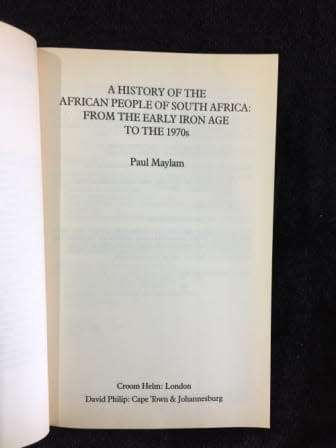 A HISTORY OF THE
AFRICAN PEOPLE OF SOUTH AFRICA:
FROM THE EARLY IRON AGE
TO THE 1970s
Paul Maylam
Croom Helm: London
David Philip: Cape Town & Johannesburg